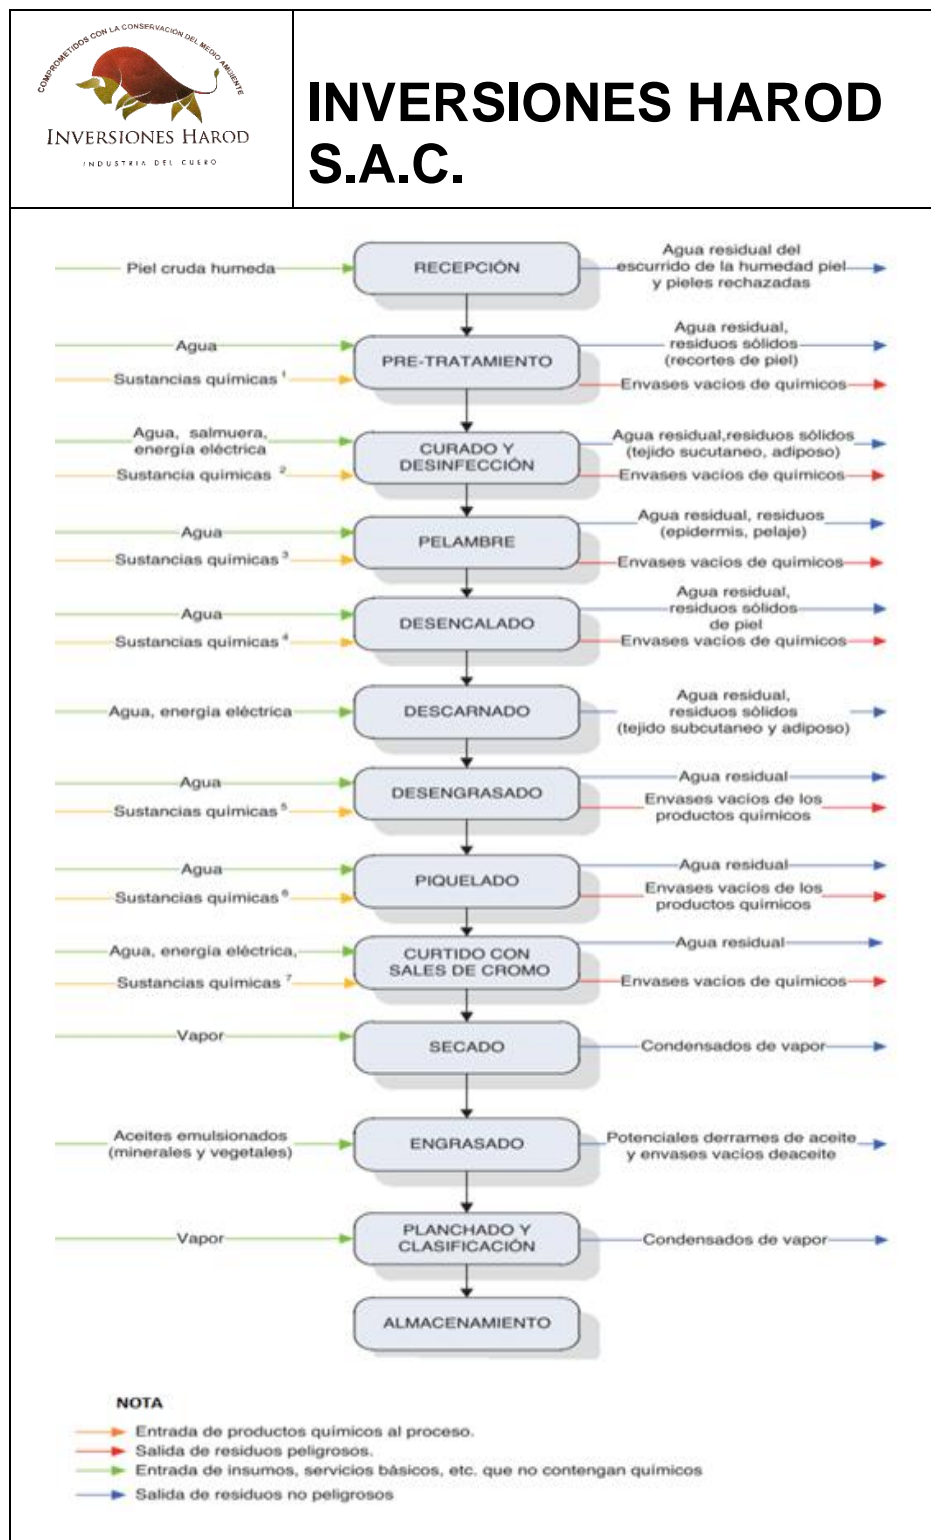 COMPROMETIDOS CON LA CONSERVACIÓN DEL MEDIO AMBIENTE
INVERSIONES HAROD
INDUSTRIA DEL CUERO
INVERSIONES HAROD
S.A.C.
Piel cruda humeda
RECEPCIÓN
Agua residual del
escurrido de la humedad piel
y pieles rechazadas
Agua
Sustancias químicas 1
PRE-TRATAMIENTO
Agua residual,
residuos sólidos
(recortes de piel)
Envases vacíos de químicos
Agua, salmuera,
energía eléctrica
Sustancia químicas 2
CURADO Y
DESINFECCIÓN
Agua residual,residuos sólidos
(tejido sucutaneo, adiposo)
Envases vacíos de químicos
Agua
Sustancias químicas 3
PELAMBRE
Agua residual, residuos
(epidermis, pelaje)
Envases vacíos de químicos
Agua
Sustancias químicas 4
DESENCALADO
Agua residual,
residuos sólidos
de piel
Envases vacíos de químicos
Agua, energía eléctrica
DESCARNADO
Agua residual,
residuos sólidos
(tejido subcutaneo y adiposo)
Agua
Sustancias químicas 5
DESENGRASADO
Agua residual
Envases vacíos de los
productos químicos
Agua
Sustancias químicas 6
PIQUELADO
Agua residual
Envases vacíos de los
productos químicos
Agua, energía eléctrica,
Sustancias químicas 7
CURTIDO CON
SALES DE CROMO
Agua residual
Envases vacíos de químicos
Vapor
SECADO
Condensados de vapor
Aceites emulsionados
(minerales y vegetales)
ENGRASADO
Potenciales derrames de aceite
y envases vacíos deaceite
Vapor
PLANCHADO Y
CLASIFICACIÓN
Condensados de vapor
ALMACENAMIENTO
NOTA
Entrada de productos químicos al proceso.
Salida de residuos peligrosos.
Entrada de insumos, servicios básicos, etc. que no contengan químicos
Salida de residuos no peligrosos